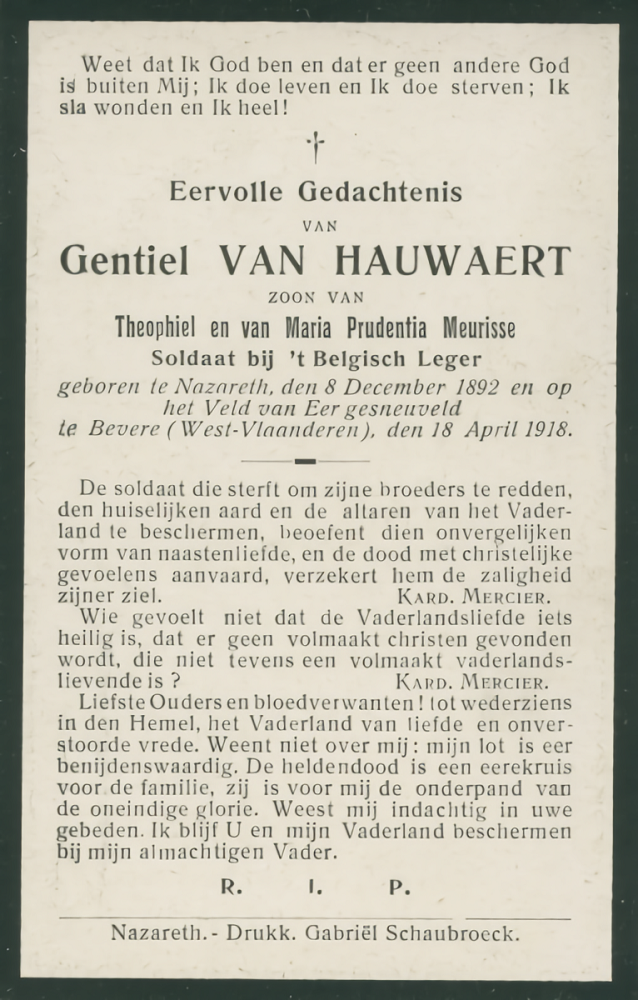 Weet dat Ik God ben en dat er geen andere God
is buiten Mij; Ik doe leven en Ik doe sterven; Ik
sla wonden en Ik heel!
†
Eervolle Gedachtenis
VAN
Gentiel VAN HAUWAERT
ZOON VAN
Theophiel en van Maria Prudentia Meurisse
Soldaat bij 't Belgisch Leger
geboren te Nazareth, den 8 December 1892 en op
het Veld van Eer gesneuveld
te Bevere (West-Vlaanderen), den 18 April 1918.
De soldaat die sterft om zijne broeders te redden,
den huiselijken aard en de altaren van het Vader-
land te beschermen, beoefent dien onvergelijken
vorm van naastenliefde, en de dood met christelijke
gevoelens aanvaard, verzekert hem de zaligheid
zijner ziel. KARD. MERCIER.
Wie gevoelt niet dat de Vaderlandsliefde iets
heilig is, dat er geen volmaakt christen gevonden
wordt, die niet tevens een volmaakt vaderlands-
lievende is? KARD. MERCIER.
Liefste Ouders en bloedverwanten! tot wederziens
in den Hemel, het Vaderland van liefde en onver-
stoorde vrede. Weent niet over mij: mijn lot is eer
benijdenswaardig. De heldendood is een eerekruis
voor de familie, zij is voor mij de onderpand van
de oneindige glorie. Weest mij indachtig in uwe
gebeden. Ik blijf U en mijn Vaderland beschermen
bij mijn almachtigen Vader.
R. I. P.
Nazareth.- Drukk. Gabriël Schaubroeck.